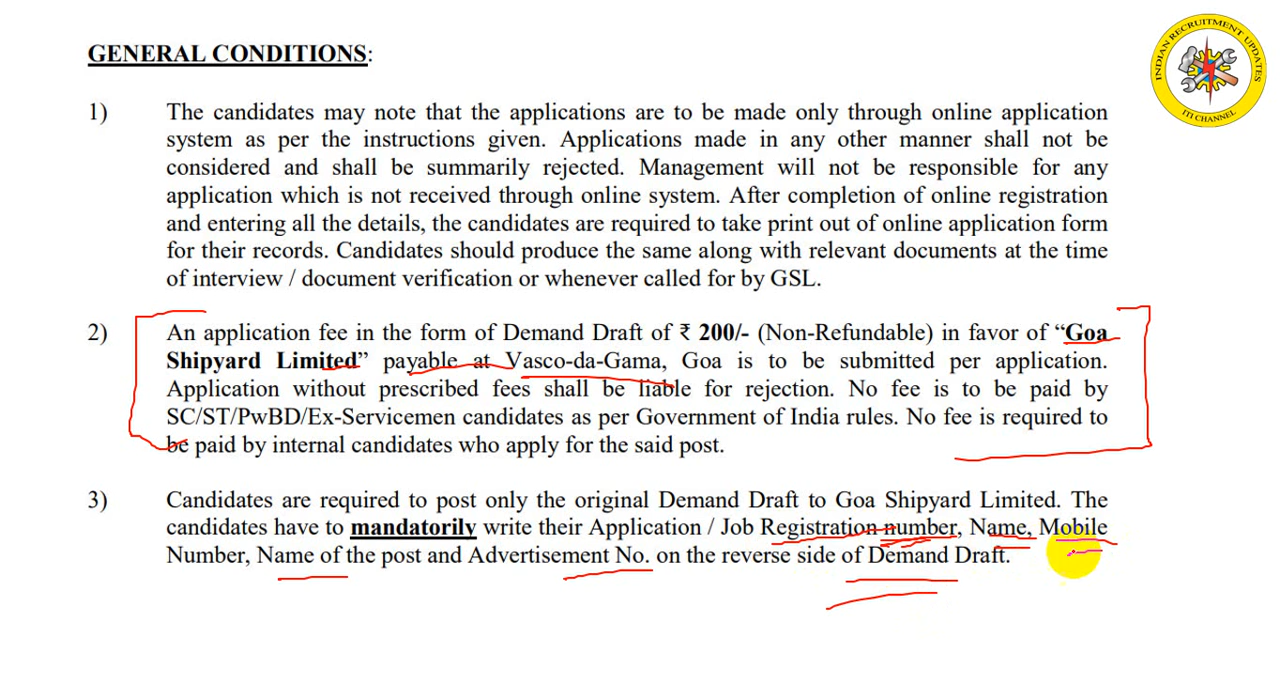 GENERAL CONDITIONS:
INDIAN RECRUITMENT UPDATES
ITI CHANNEL
1) The candidates may note that the applications are to be made only through online application
system as per the instructions given. Applications made in any other manner shall not be
considered and shall be summarily rejected. Management will not be responsible for any
application which is not received through online system. After completion of online registration
and entering all the details, the candidates are required to take print out of online application form
for their records. Candidates should produce the same along with relevant documents at the time
of interview / document verification or whenever called for by GSL.
2) An application fee in the form of Demand Draft of ₹ 200/- (Non-Refundable) in favor of “Goa
Shipyard Limited” payable at Vasco-da-Gama, Goa is to be submitted per application.
Application without prescribed fees shall be liable for rejection. No fee is to be paid by
SC/ST/PwBD/Ex-Servicemen candidates as per Government of India rules. No fee is required to
be paid by internal candidates who apply for the said post.
3) Candidates are required to post only the original Demand Draft to Goa Shipyard Limited. The
candidates have to mandatorily write their Application / Job Registration number, Name, Mobile
Number, Name of the post and Advertisement No. on the reverse side of Demand Draft.